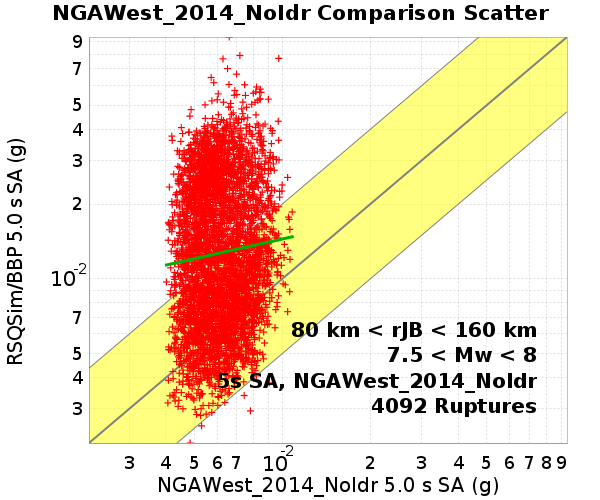 NGAWest_2014_NoIdr Comparison Scatter
RSQSim/BBP 5.0 s SA (g)
9
7
5
4
3
2
10-2
7
5
4
3
80 km < rJB < 160 km
7.5 < Mw < 8
5s SA, NGAWest_2014_NoIdr
4092 Ruptures
3 4 5 6 7 10-2 2 3 4 5 6 7 8 9
NGAWest_2014_NoIdr 5.0 s SA (g)